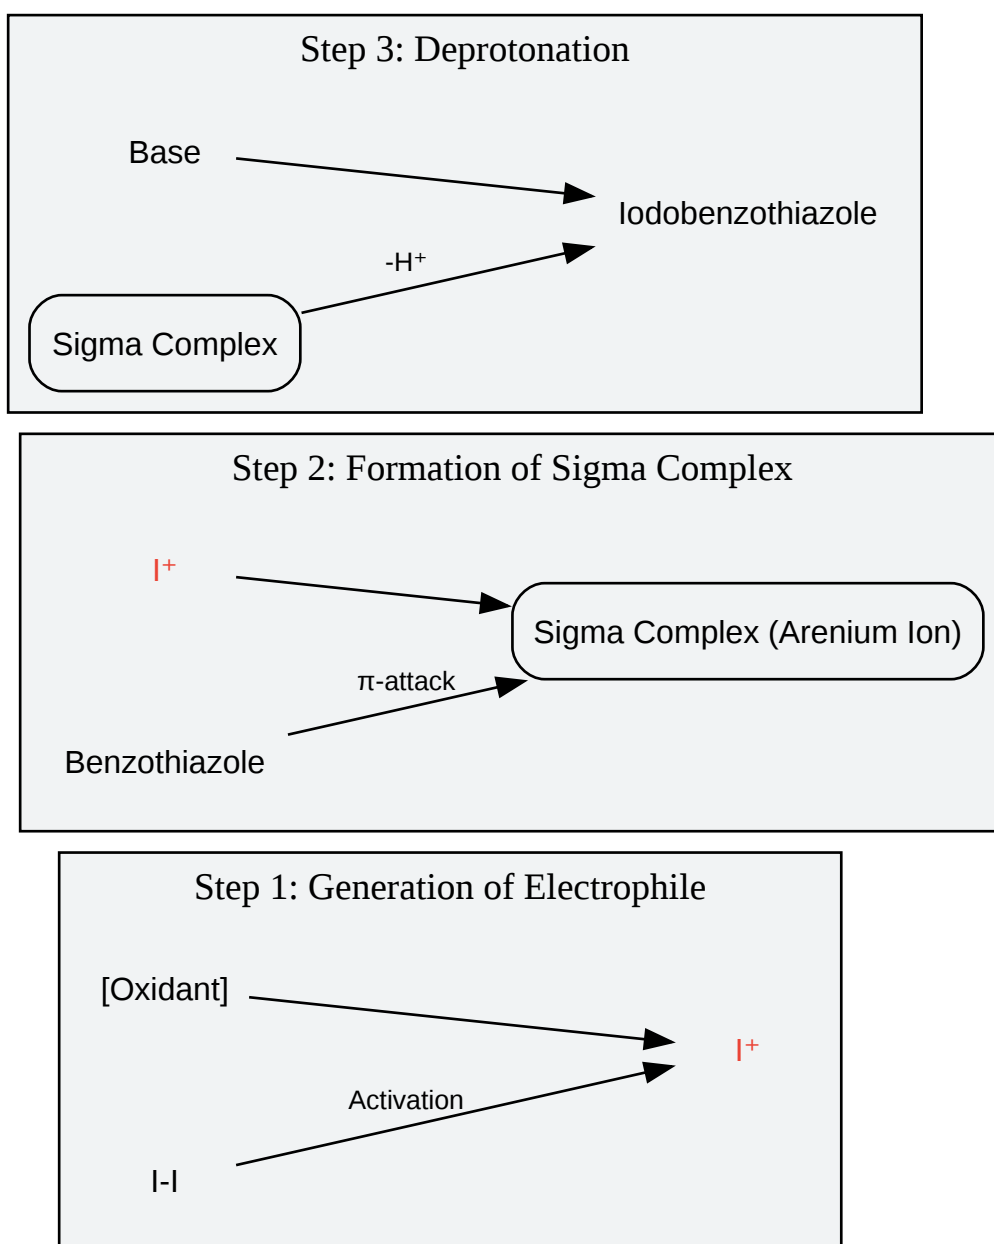 Step 3: Deprotonation
Base
Iodobenzothiazole
-H⁺
Sigma Complex
Step 2: Formation of Sigma Complex
I⁺
Sigma Complex (Arenium Ion)
π-attack
Benzothiazole
Step 1: Generation of Electrophile
[Oxidant]
I⁺
Activation
I-I